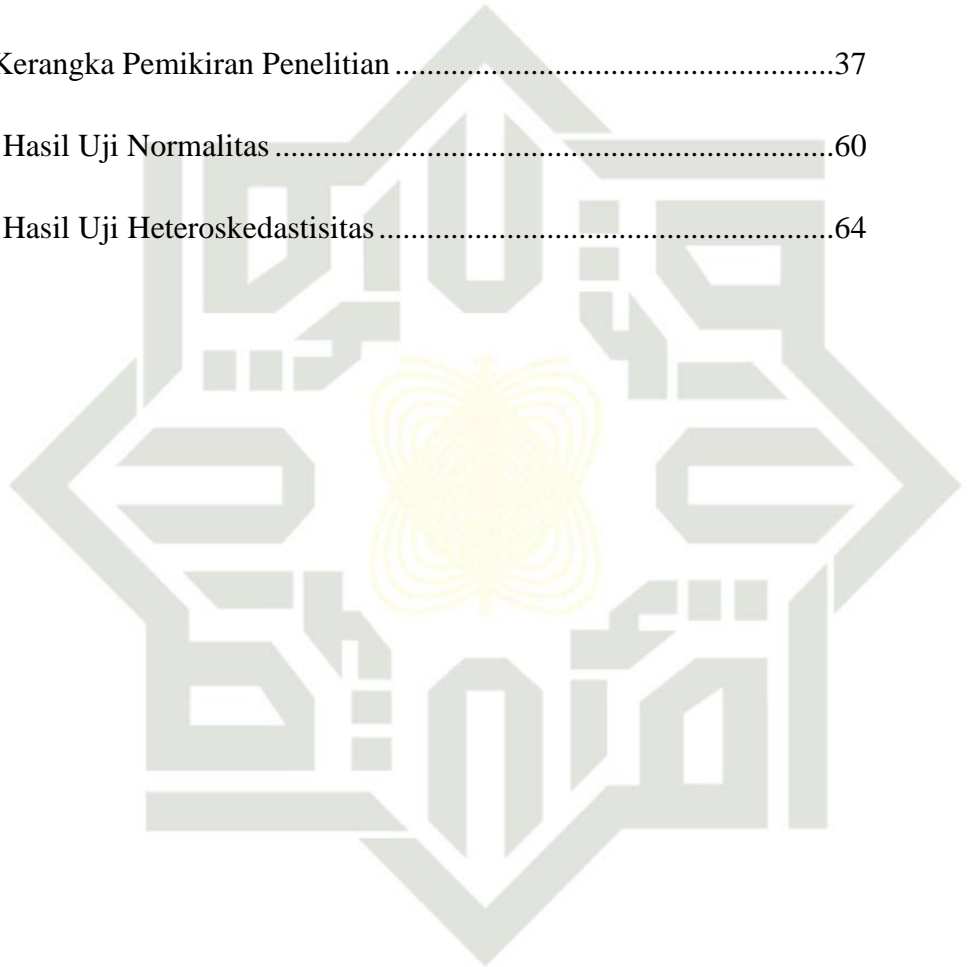 Kerangka Pemikiran Penelitian........................................................37
Hasil Uji Normalitas.......................................................................60
Hasil Uji Heteroskedastisitas..........................................................64